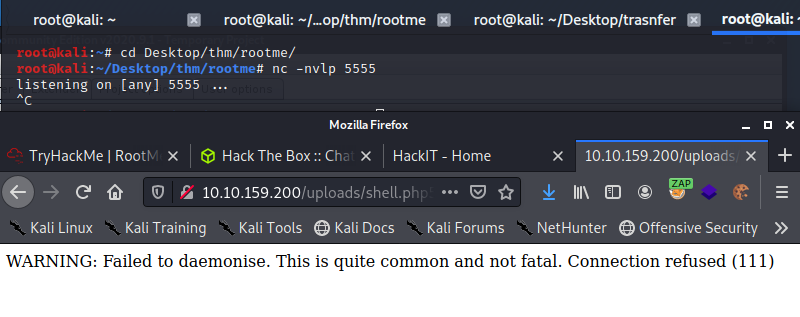 root@kali: ~
root@kali: ~/...op/thm/rootme
root@kali: ~/Desktop/trasnfer
root@kali: ~
root@kali:~# cd Desktop/thm/rootme/
root@kali:~/Desktop/thm/rootme# nc -nvlp 5555
listening on [any] 5555 ...
^C
Mozilla Firefox
TryHackMe | RootM
Hack The Box :: Cha
HackIT - Home
10.10.159.200/uploads/
10.10.159.200/uploads/shell.php5
ZAP
Kali Linux
Kali Training
Kali Tools
Kali Docs
Kali Forums
NetHunter
Offensive Security
WARNING: Failed to daemonise. This is quite common and not fatal. Connection refused (111)